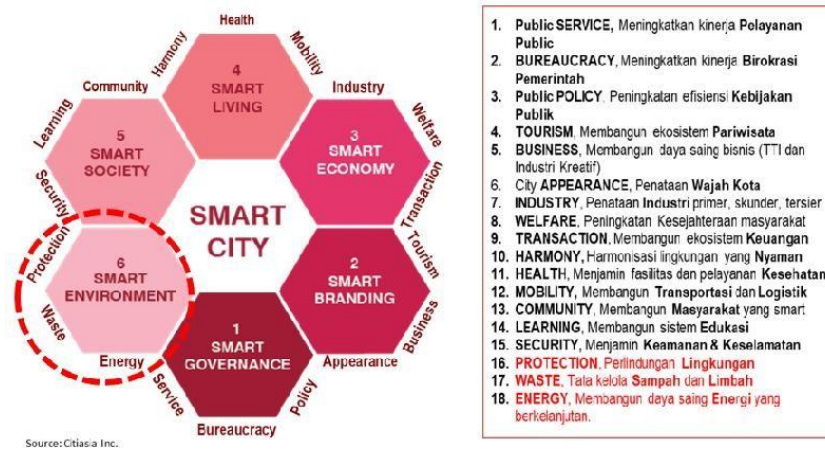 Health
Harmony
Mobility
4
SMART
LIVING
Community
Industry
Learning
Welfare
5
SMART
SOCIETY
3
SMART
ECONOMY
Security
Transaction
SMART
CITY
Protection
Tourism
6
SMART
ENVIRONMENT
2
SMART
BRANDING
Waste
Business
Energy
1
SMART
GOVERNANCE
Appearance
Service
Policy
Bureaucracy
Source: Citiasia Inc.
1. Public SERVICE, Meningkatkan kinerja Pelayanan
Public
2. BUREAUCRACY, Meningkatkan kinerja Birokrasi
Pemerintah
3. Public POLICY, Peningkatan efisiensi Kebijakan
Publik
4. TOURISM, Membangun ekosistem Pariwisata
5. BUSINESS, Membangun daya saing bisnis (TTI dan
Industri Kreatif)
6. City APPEARANCE, Penataan Wajah Kota
7. INDUSTRY, Penataan Industri primer, skunder, tersier
8. WELFARE, Peningkatan Kesejahteraan masyarakat
9. TRANSACTION, Membangun ekosistem Keuangan
10. HARMONY, Harmonisasi lingkungan yang Nyaman
11. HEALTH, Menjamin fasilitas dan pelayanan Kesehatan
12. MOBILITY, Membangun Transportasi dan Logistik
13. COMMUNITY, Membangun Masyarakat yang smart
14. LEARNING, Membangun sistem Edukasi
15. SECURITY, Menjamin Keamanan & Keselamatan
16. PROTECTION, Perlindungan Lingkungan
17. WASTE, Tata kelola Sampah dan Limbah
18. ENERGY, Membangun daya saing Energi yang
berkelanjutan.